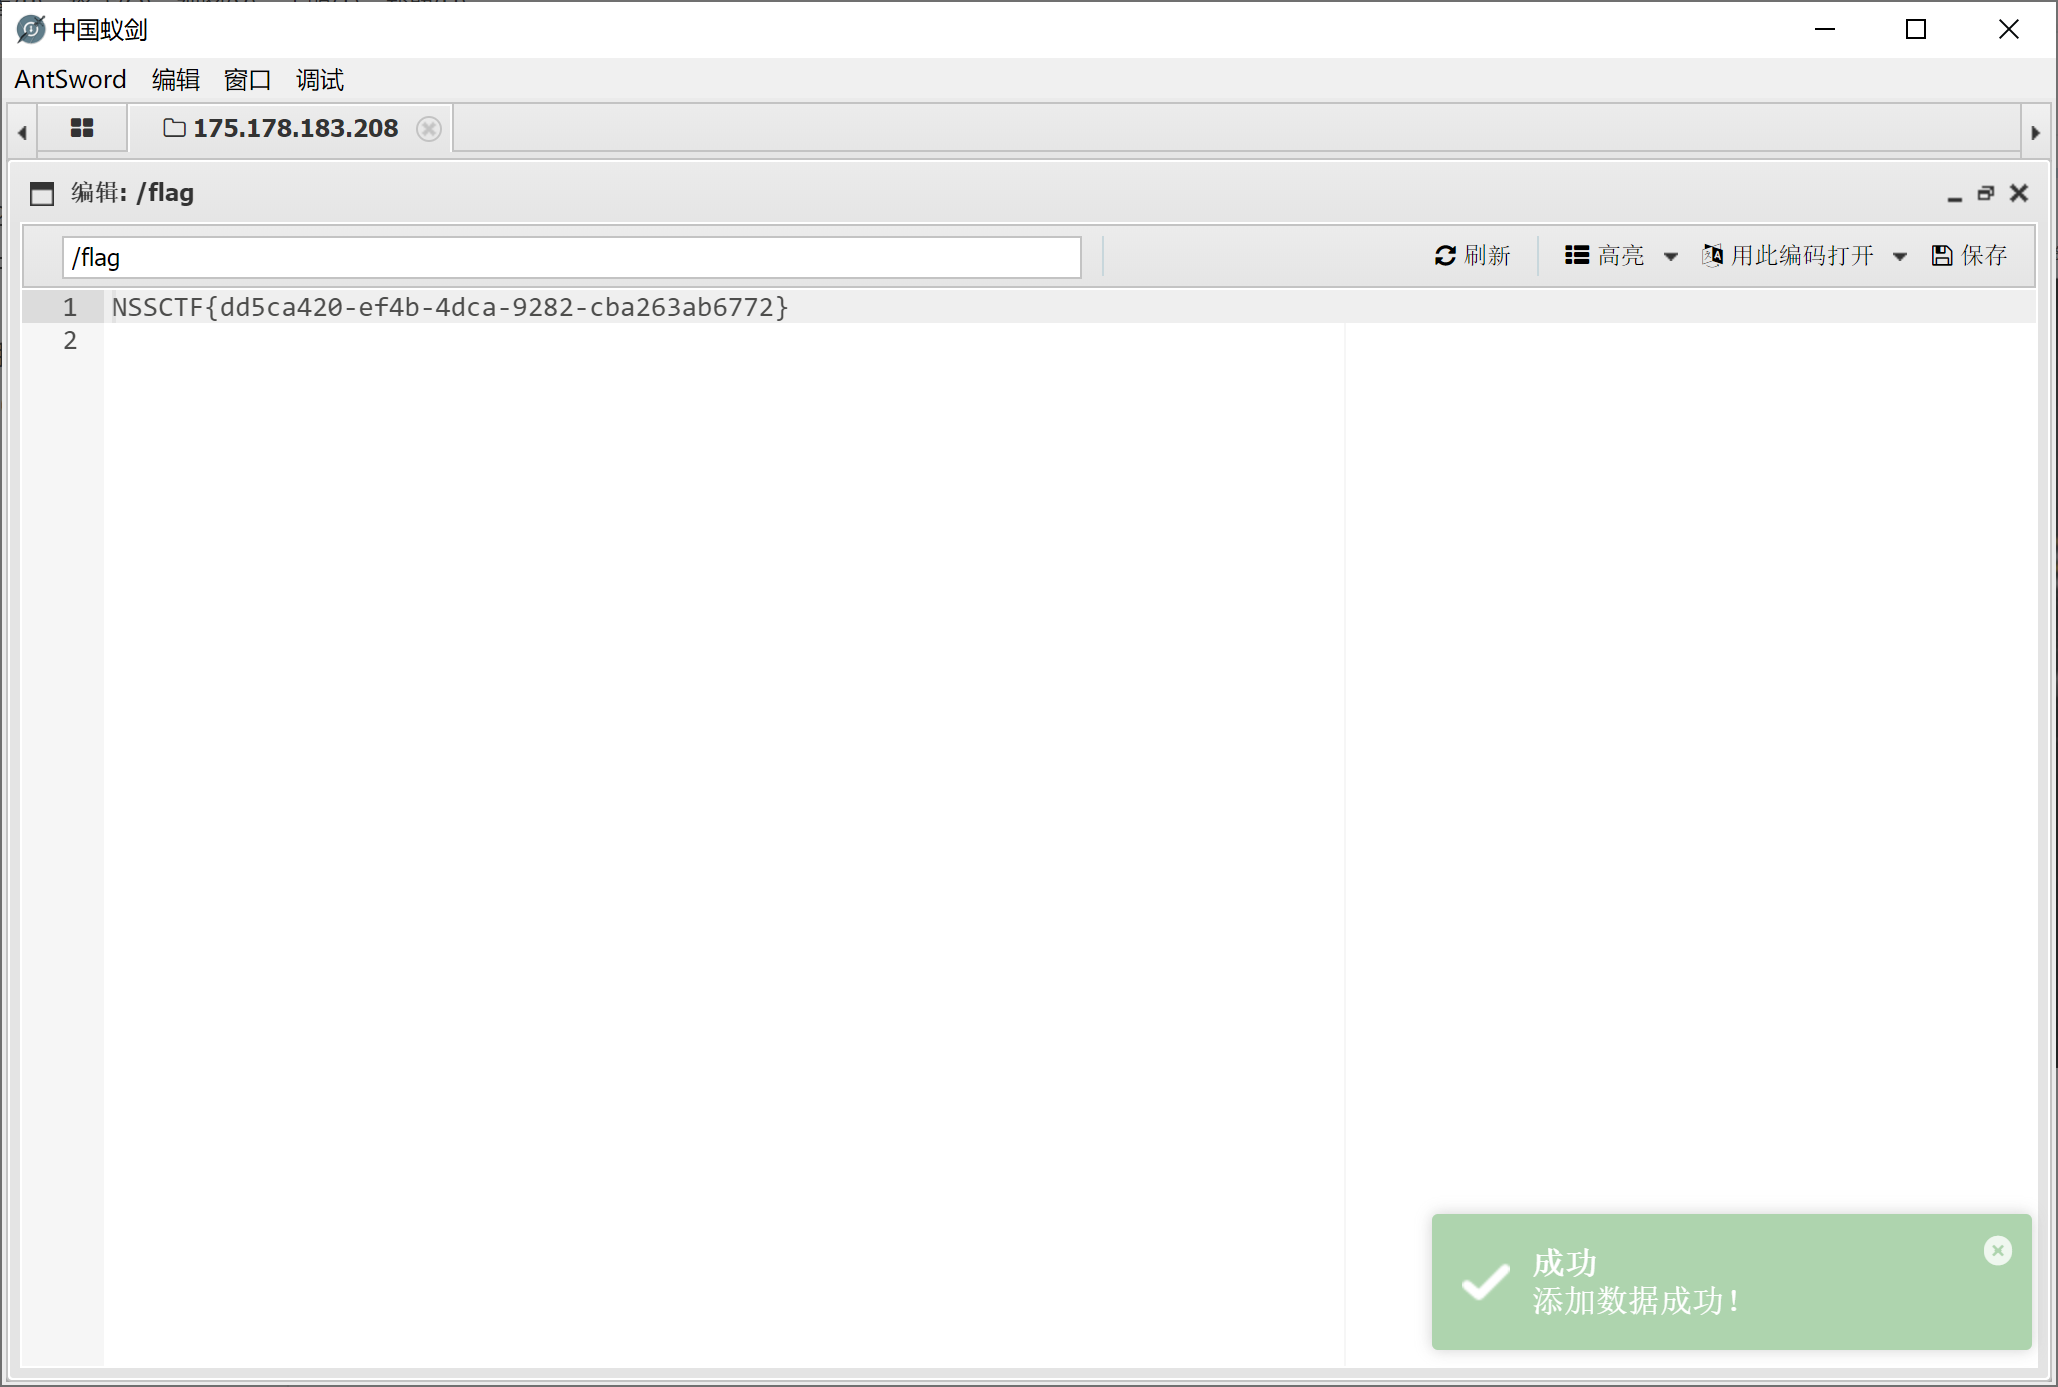 中国蚁剑
AntSword 编辑 窗口 调试
175.178.183.208
编辑: /flag
/flag 刷新 高亮 用此编码打开 保存
1 NSSCTF{dd5ca420-ef4b-4dca-9282-cba263ab6772}
2
成功
添加数据成功!